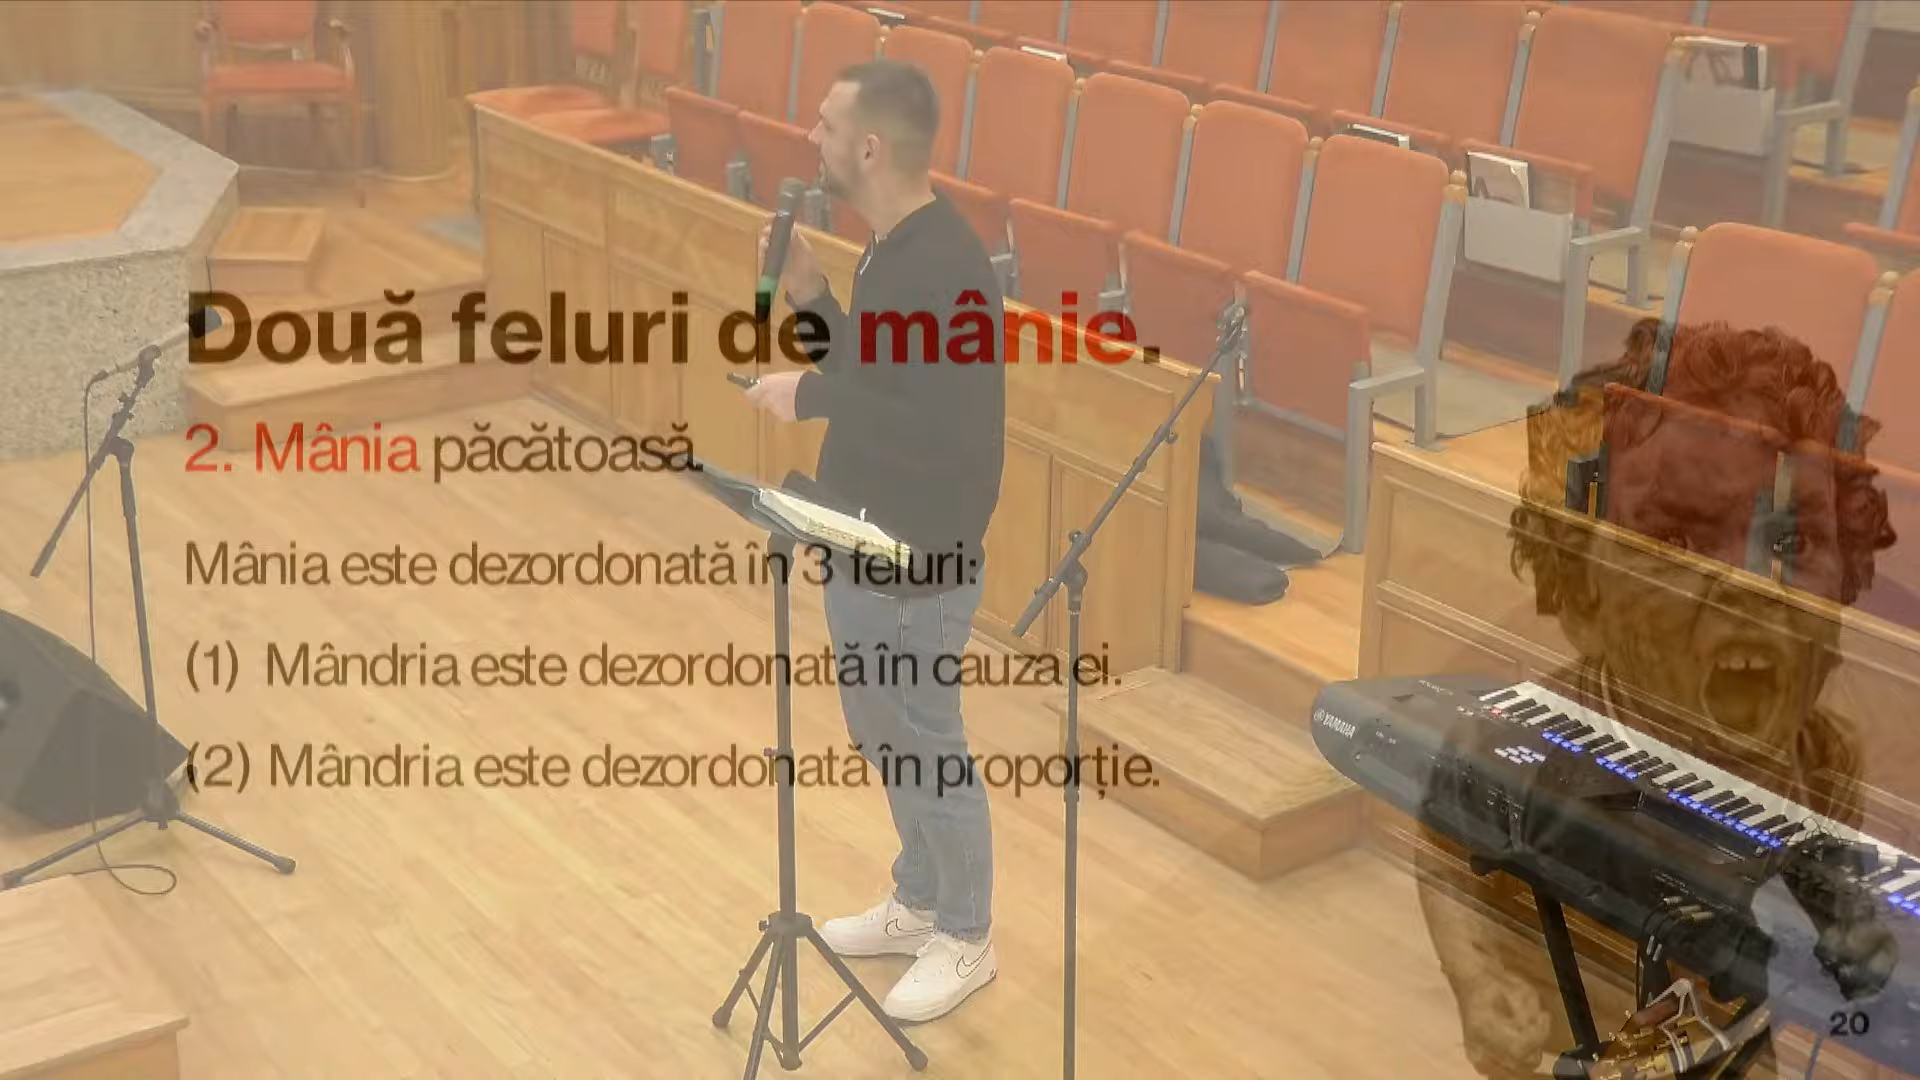 Două feluri de mânie.
2. Mânia păcătoasă.
Mânia este dezordonată în 3 feluri:
(1) Mândria este dezordonată în cauza ei.
(2) Mândria este dezordonată în proporție.
YAMAHA
20